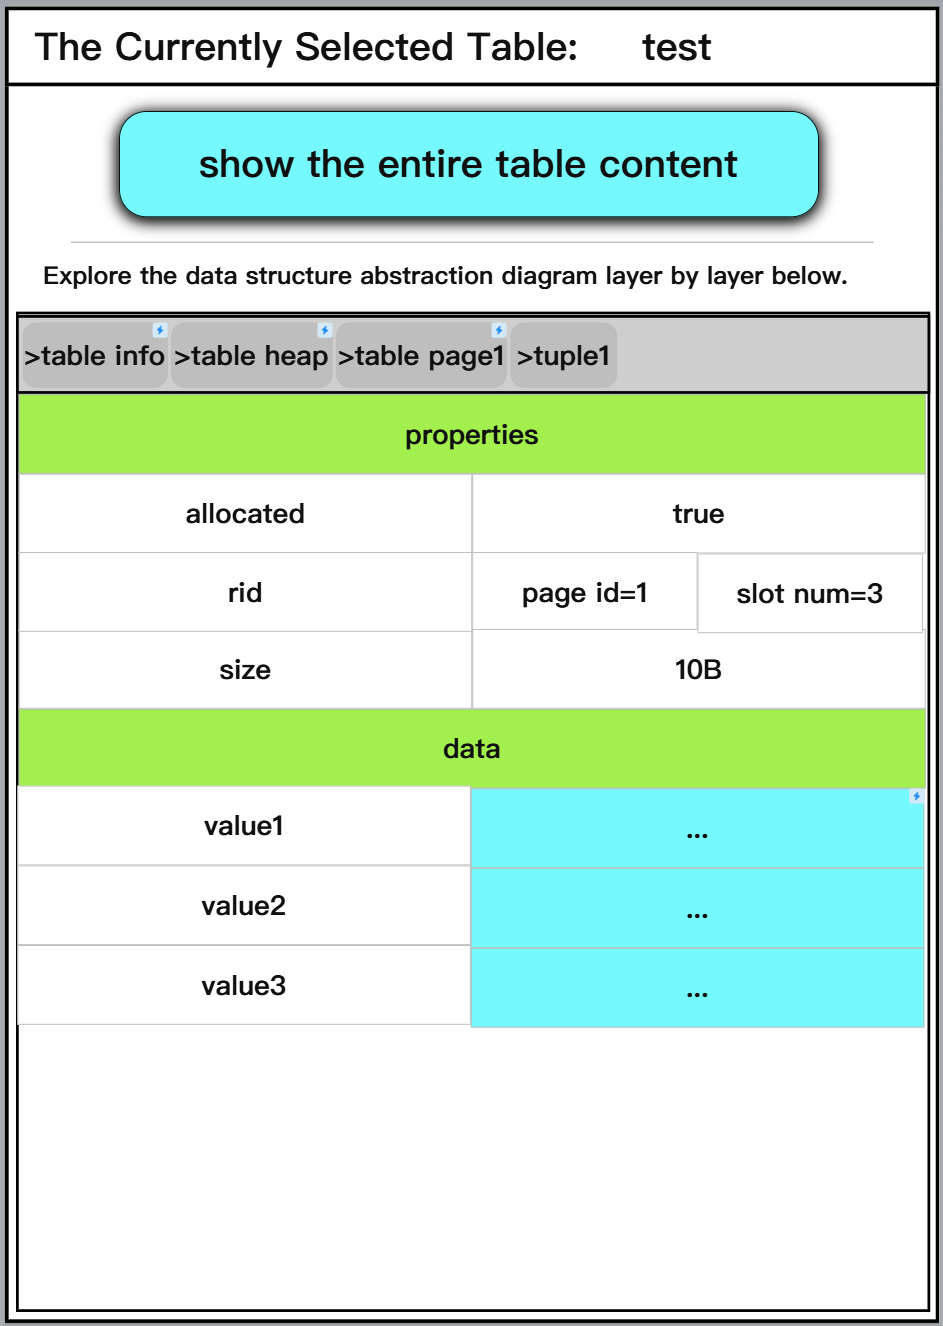 The Currently Selected Table: test
show the entire table content
Explore the data structure abstraction diagram layer by layer below.
>table info >table heap >table page1 >tuple1
properties
allocated true
rid page id=1 slot num=3
size 10B
data
value1 ...
value2 ...
value3 ...